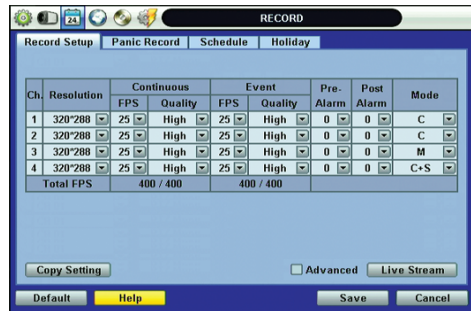 24
RECORD
Record Setup Panic Record Schedule Holiday
Ch. Resolution Continuous Event Pre-Alarm Post Alarm Mode
FPS Quality FPS Quality
1 320*288 25 High 25 High 0 0 C
2 320*288 25 High 25 High 0 0 C
3 320*288 25 High 25 High 0 0 M
4 320*288 25 High 25 High 0 0 C+S
Total FPS 400 / 400 400 / 400
Copy Setting Advanced Live Stream
Default Help Save Cancel